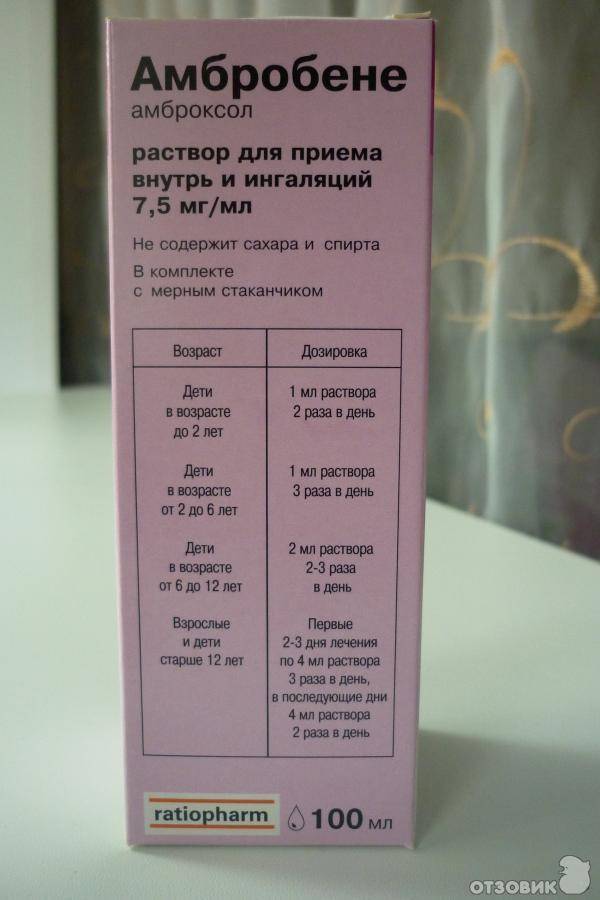 Амбробене
амброксол
раствор для приема
внутрь и ингаляций
7,5 мг/мл
Не содержит сахара и спирта
В комплекте
с мерным стаканчиком
Возраст
Дозировка
Дети
в возрасте
до 2 лет
1 мл раствора
2 раза в день
Дети
в возрасте
от 2 до 6 лет
1 мл раствора
3 раза в день
Дети
в возрасте
от 6 до 12 лет
2 мл раствора
2-3 раза
в день
Взрослые
и дети
старше 12 лет
Первые
2-3 дня лечения
по 4 мл раствора
3 раза в день,
в последующие дни
4 мл раствора
2 раза в день
ratiopharm
100 мл
ОТЗОВИК